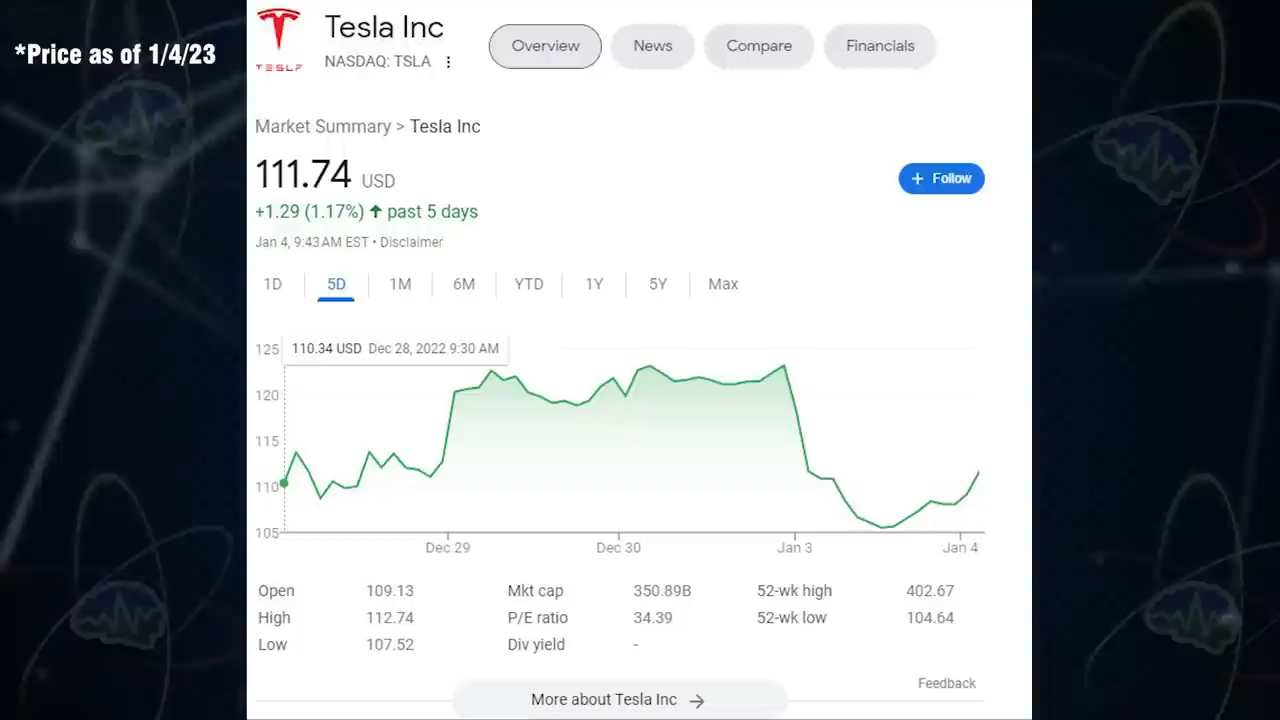 *Price as of 1/4/23
TESLA
Tesla Inc
NASDAQ: TSLA
Overview
News
Compare
Financials
Market Summary > Tesla Inc
111.74 USD
+ Follow
+1.29 (1.17%) ↑ past 5 days
Jan 4, 9:43 AM EST • Disclaimer
1D 5D 1M 6M YTD 1Y 5Y Max
110.34 USD Dec 28, 2022 9:30 AM
125
120
115
110
105
Dec 29 Dec 30 Jan 3 Jan 4
Open 109.13 Mkt cap 350.89B 52-wk high 402.67
High 112.74 P/E ratio 34.39 52-wk low 104.64
Low 107.52 Div yield -
Feedback
More about Tesla Inc →